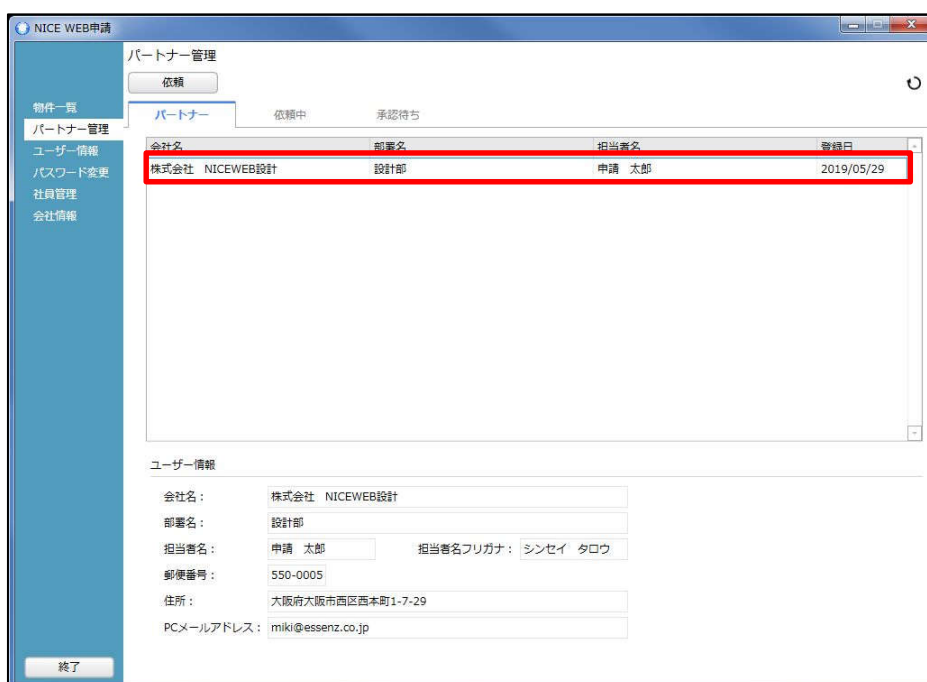 NICE WEB申請
パートナー管理
依頼
物件一覧
パートナー管理
ユーザー情報
パスワード変更
社員管理
会社情報
パートナー 依頼中 承認待ち
会社名 部署名 担当者名 登録日
株式会社 NICEWEB設計 設計部 申請 太郎 2019/05/29
ユーザー情報
会社名： 株式会社 NICEWEB設計
部署名： 設計部
担当者名： 申請 太郎 担当者名フリガナ： シンセイ タロウ
郵便番号： 550-0005
住所： 大阪府大阪市西区西本町1-7-29
PCメールアドレス： miki@essenz.co.jp
終了